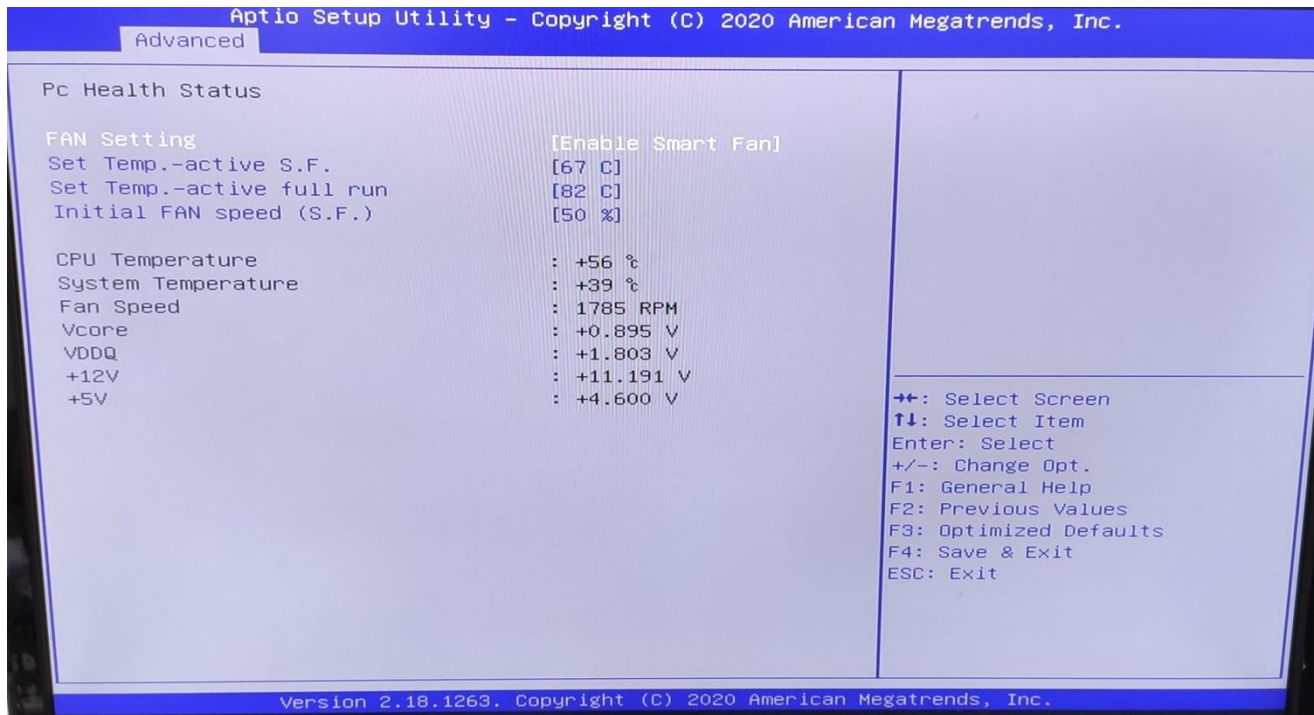 Aptio Setup Utility – Copyright (C) 2020 American Megatrends, Inc.
Advanced
Pc Health Status
FAN Setting [Enable Smart Fan]
Set Temp.-active S.F. [67 C]
Set Temp.-active full run [82 C]
Initial FAN speed (S.F.) [50 %]
CPU Temperature : +56 ℃
System Temperature : +39 ℃
Fan Speed : 1785 RPM
Vcore : +0.895 V
VDDQ : +1.803 V
+12V : +11.191 V
+5V : +4.600 V
→←: Select Screen
↑↓: Select Item
Enter: Select
+/-: Change Opt.
F1: General Help
F2: Previous Values
F3: Optimized Defaults
F4: Save & Exit
ESC: Exit
Version 2.18.1263. Copyright (C) 2020 American Megatrends, Inc.